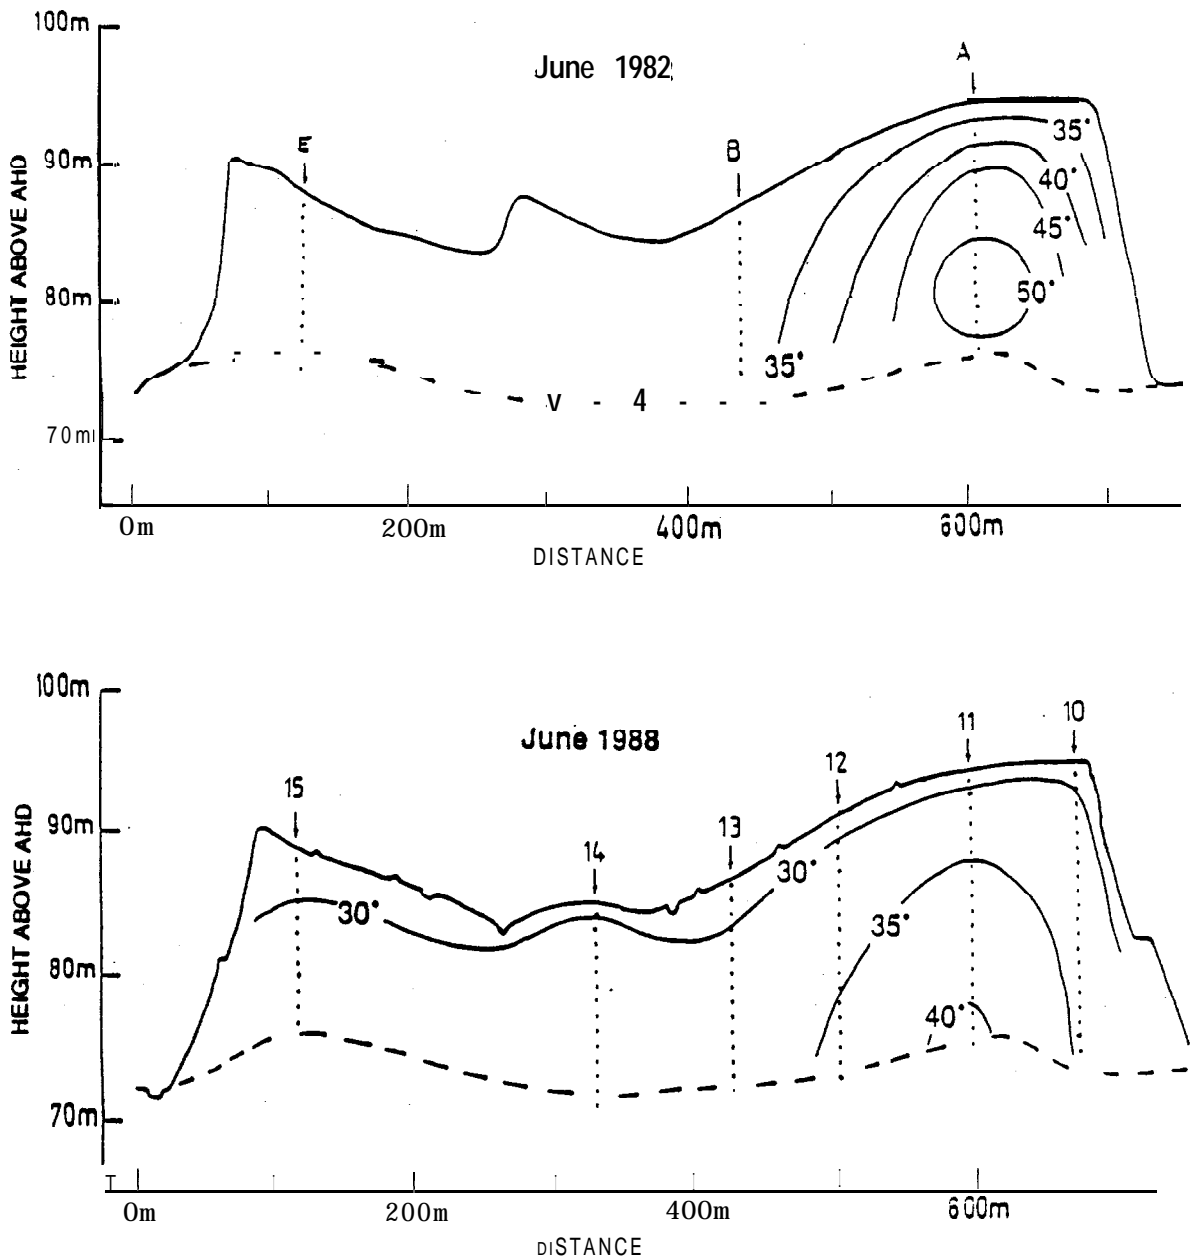 100m
June 1982
A
35°
E
B
90m
40°
45°
HEIGHT ABOVE AHD
80m
50°
35°
v - 4 - - -
70m
0m 200m 400m 600m
DISTANCE
100m
June 1988
11 10
15
12
13
90m
14
30°
30°
35°
HEIGHT ABOVE AHD
80m
40°
70m
0m 200m 400m 600m
DISTANCE